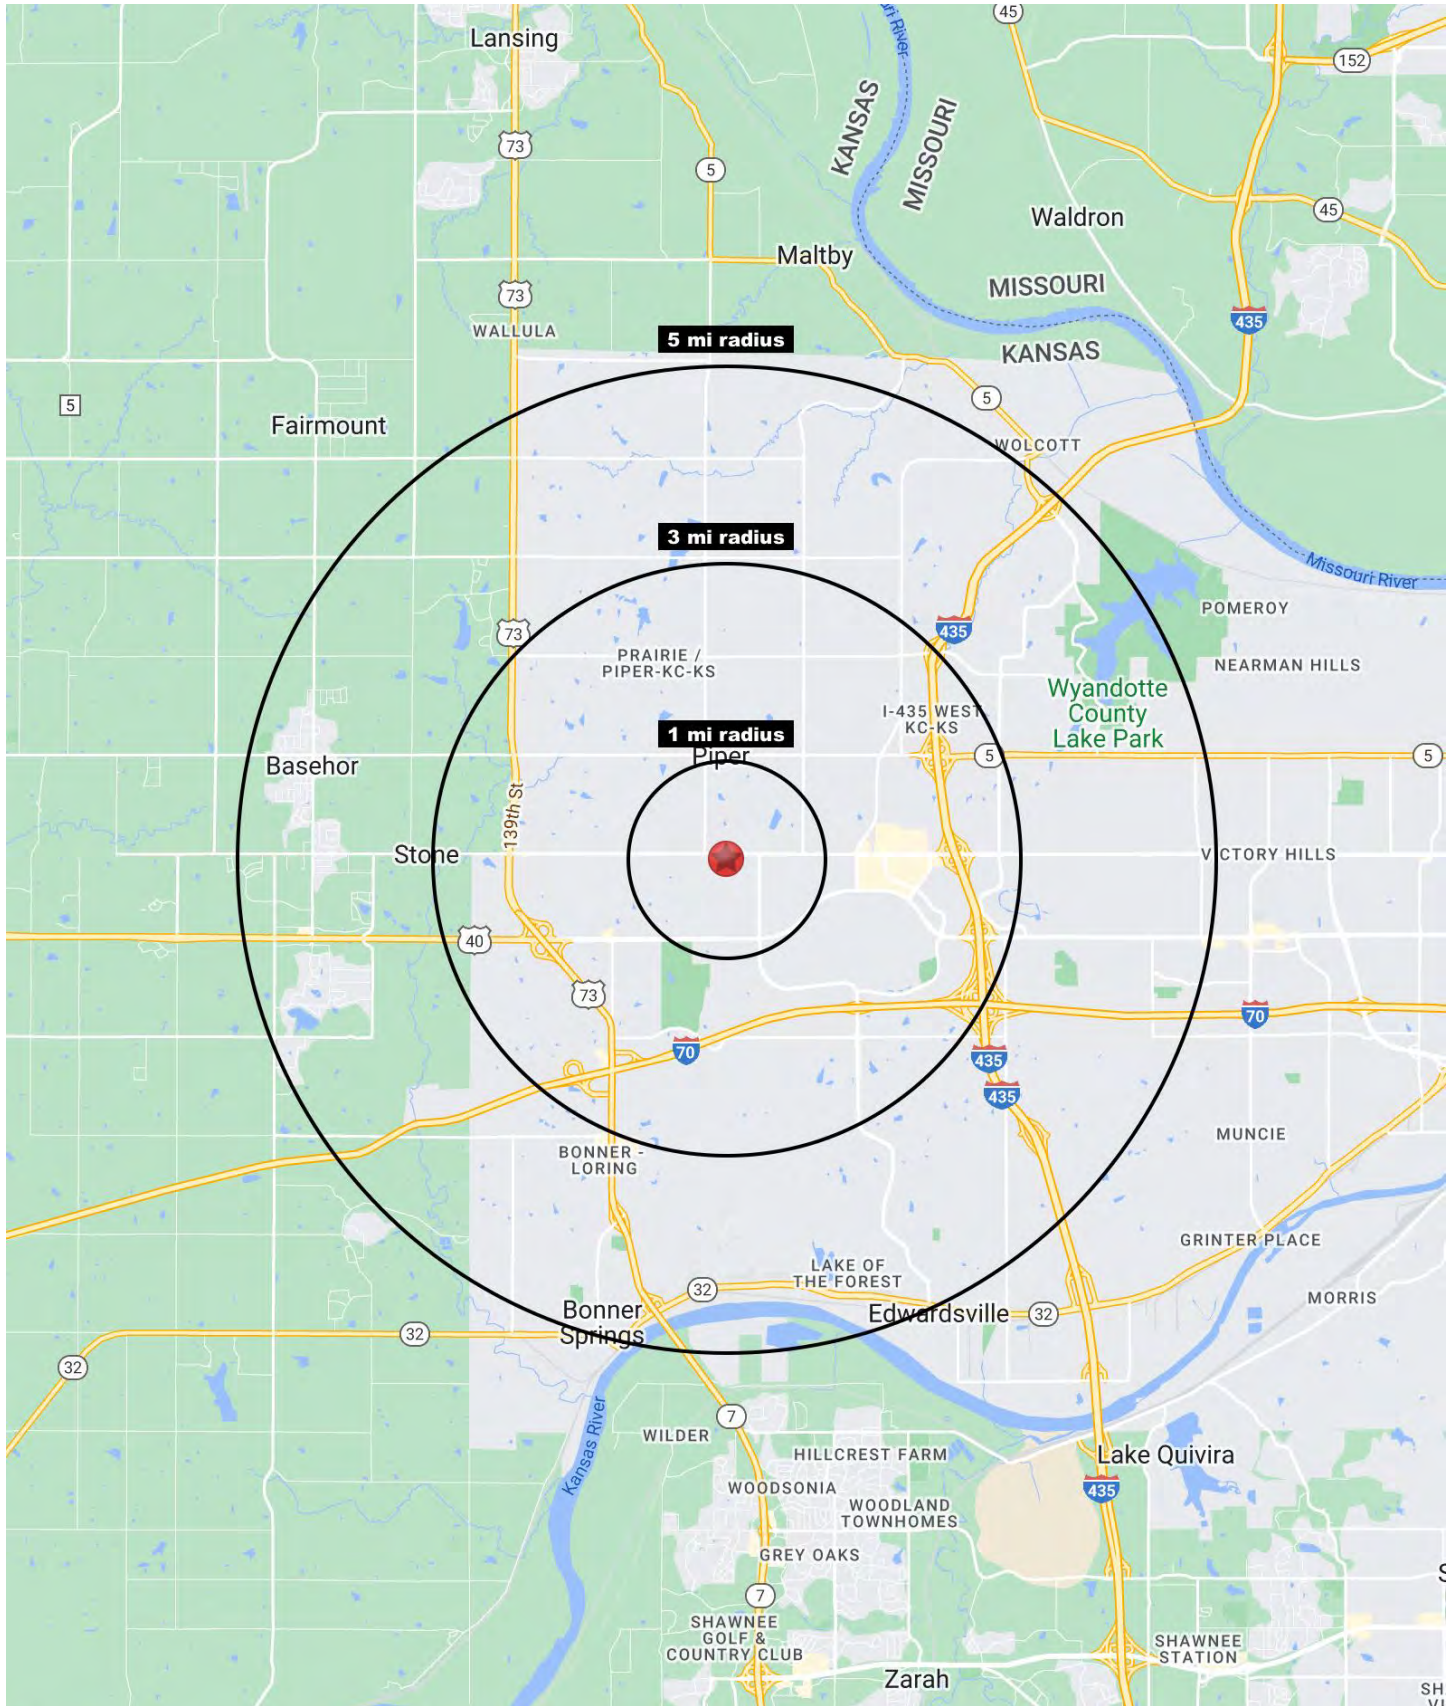 45
Lansing
ouri River
152
73
5
KANSAS
MISSOURI
45
Waldron
Maltby
MISSOURI
73
WALLULA
435
5 mi radius
KANSAS
5
5
Fairmount
WOLCOTT
3 mi radius
Missouri River
POMEROY
73
435
PRAIRIE /
PIPER-KC-KS
NEARMAN HILLS
Wyandotte
County
Lake Park
I-435 WEST
KC-KS
1 mi radius
Piper
Basehor
5
5
139th St
Stone
VICTORY HILLS
40
73
70
70
435
435
MUNCIE
BONNER -
LORING
GRINTER PLACE
LAKE OF
THE FOREST
32
MORRIS
Bonner
Springs
Edwardsville
32
32
32
Kansas River
7
WILDER
HILLCREST FARM
Lake Quivira
WOODSONIA
435
WOODLAND
TOWNHOMES
GREY OAKS
S
7
SHAWNEE
GOLF &
COUNTRY CLUB
SHAWNEE
STATION
Zarah
SH